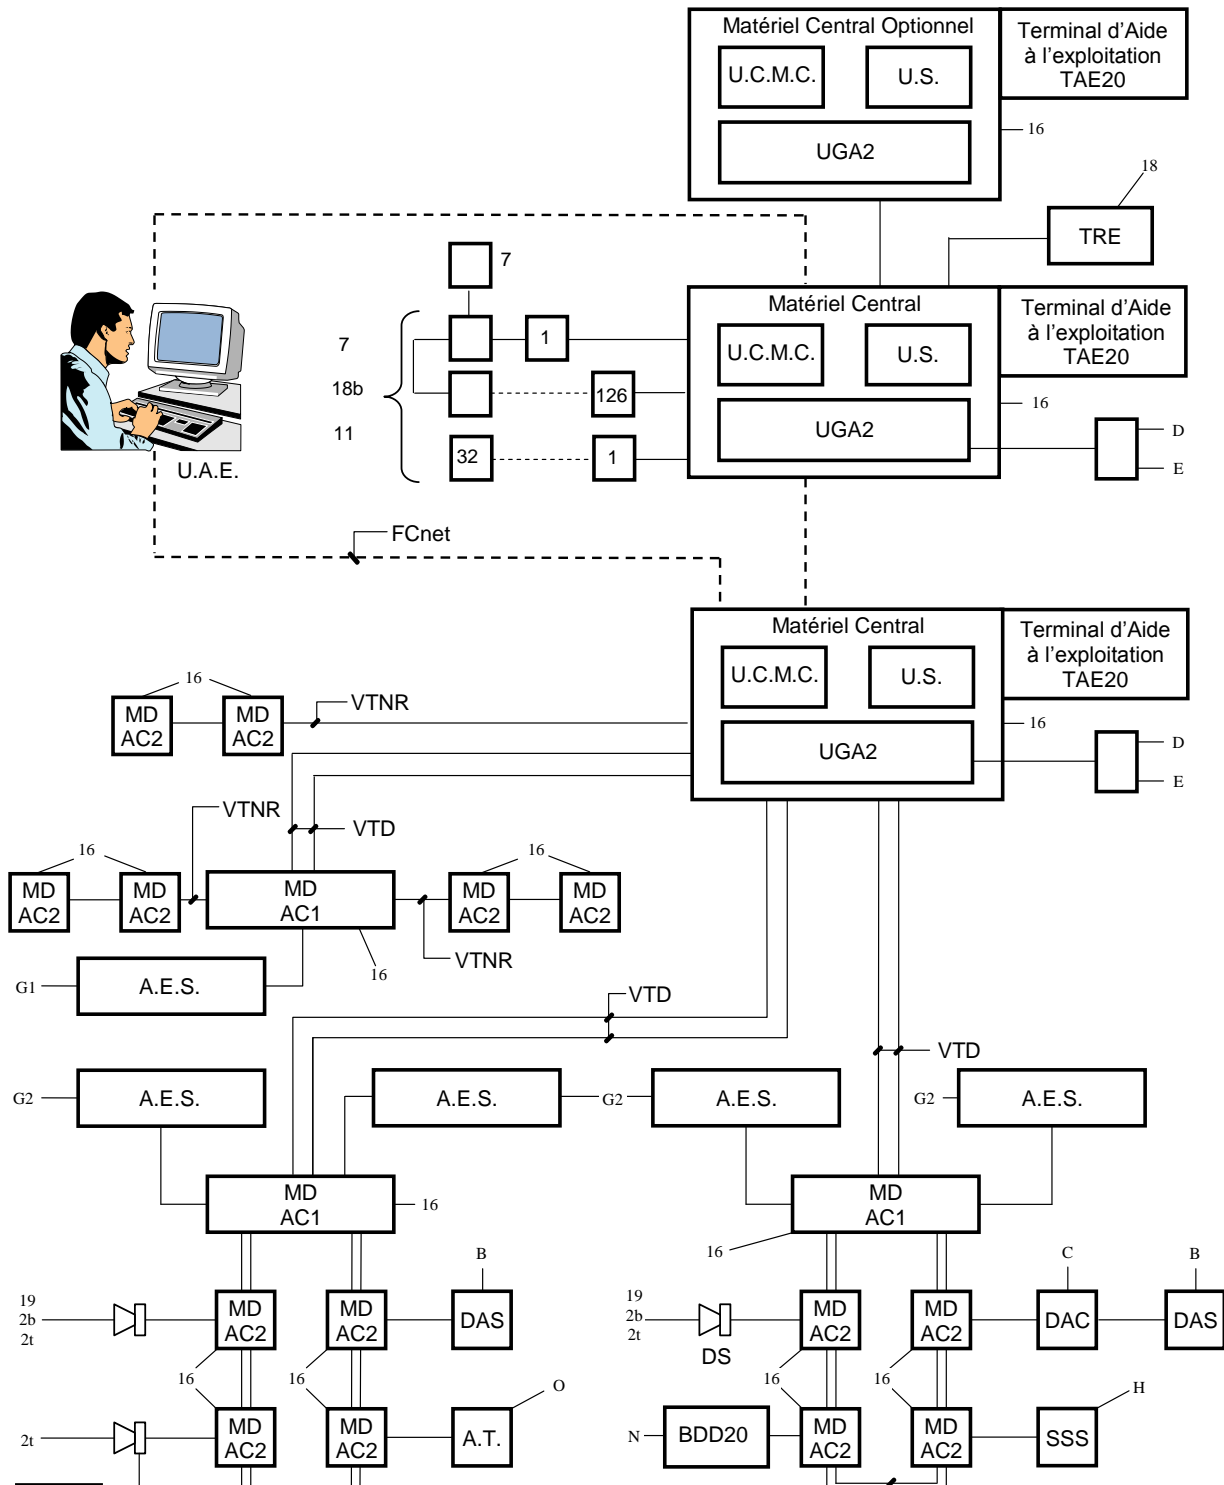 Matériel Central Optionnel
Terminal d'Aide
à l'exploitation
TAE20
U.C.M.C.
U.S.
UGA2
16
18
TRE
7
Matériel Central
Terminal d'Aide
à l'exploitation
TAE20
7
1
U.C.M.C.
U.S.
18b
126
16
11
UGA2
D
32
1
E
U.A.E.
FCnet
Matériel Central
Terminal d'Aide
à l'exploitation
TAE20
16
U.C.M.C.
U.S.
VTNR
MD
AC2
MD
AC2
16
UGA2
D
E
VTNR
VTD
16
16
MD
AC2
MD
AC2
MD
AC1
MD
AC2
MD
AC2
VTNR
16
G1
A.E.S.
VTD
VTD
G2
A.E.S.
A.E.S.
G2
A.E.S.
G2
A.E.S.
MD
AC1
16
MD
AC1
16
B
C
B
19
2b
2t
MD
AC2
MD
AC2
DAS
19
2b
2t
DS
MD
AC2
MD
AC2
DAC
DAS
16
16
O
16
16
H
2t
MD
AC2
MD
AC2
A.T.
N
BDD20
MD
AC2
MD
AC2
SSS